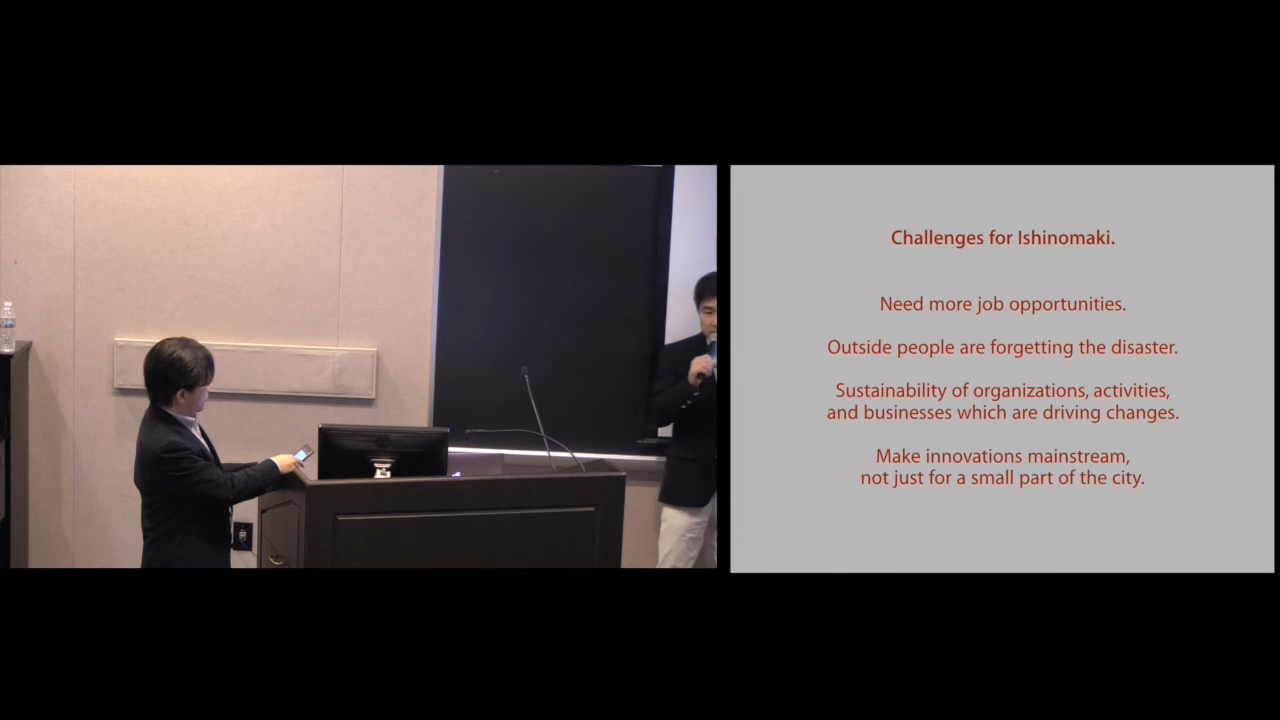 Challenges for Ishinomaki.
Need more job opportunities.
Outside people are forgetting the disaster.
Sustainability of organizations, activities,
and businesses which are driving changes.
Make innovations mainstream,
not just for a small part of the city.